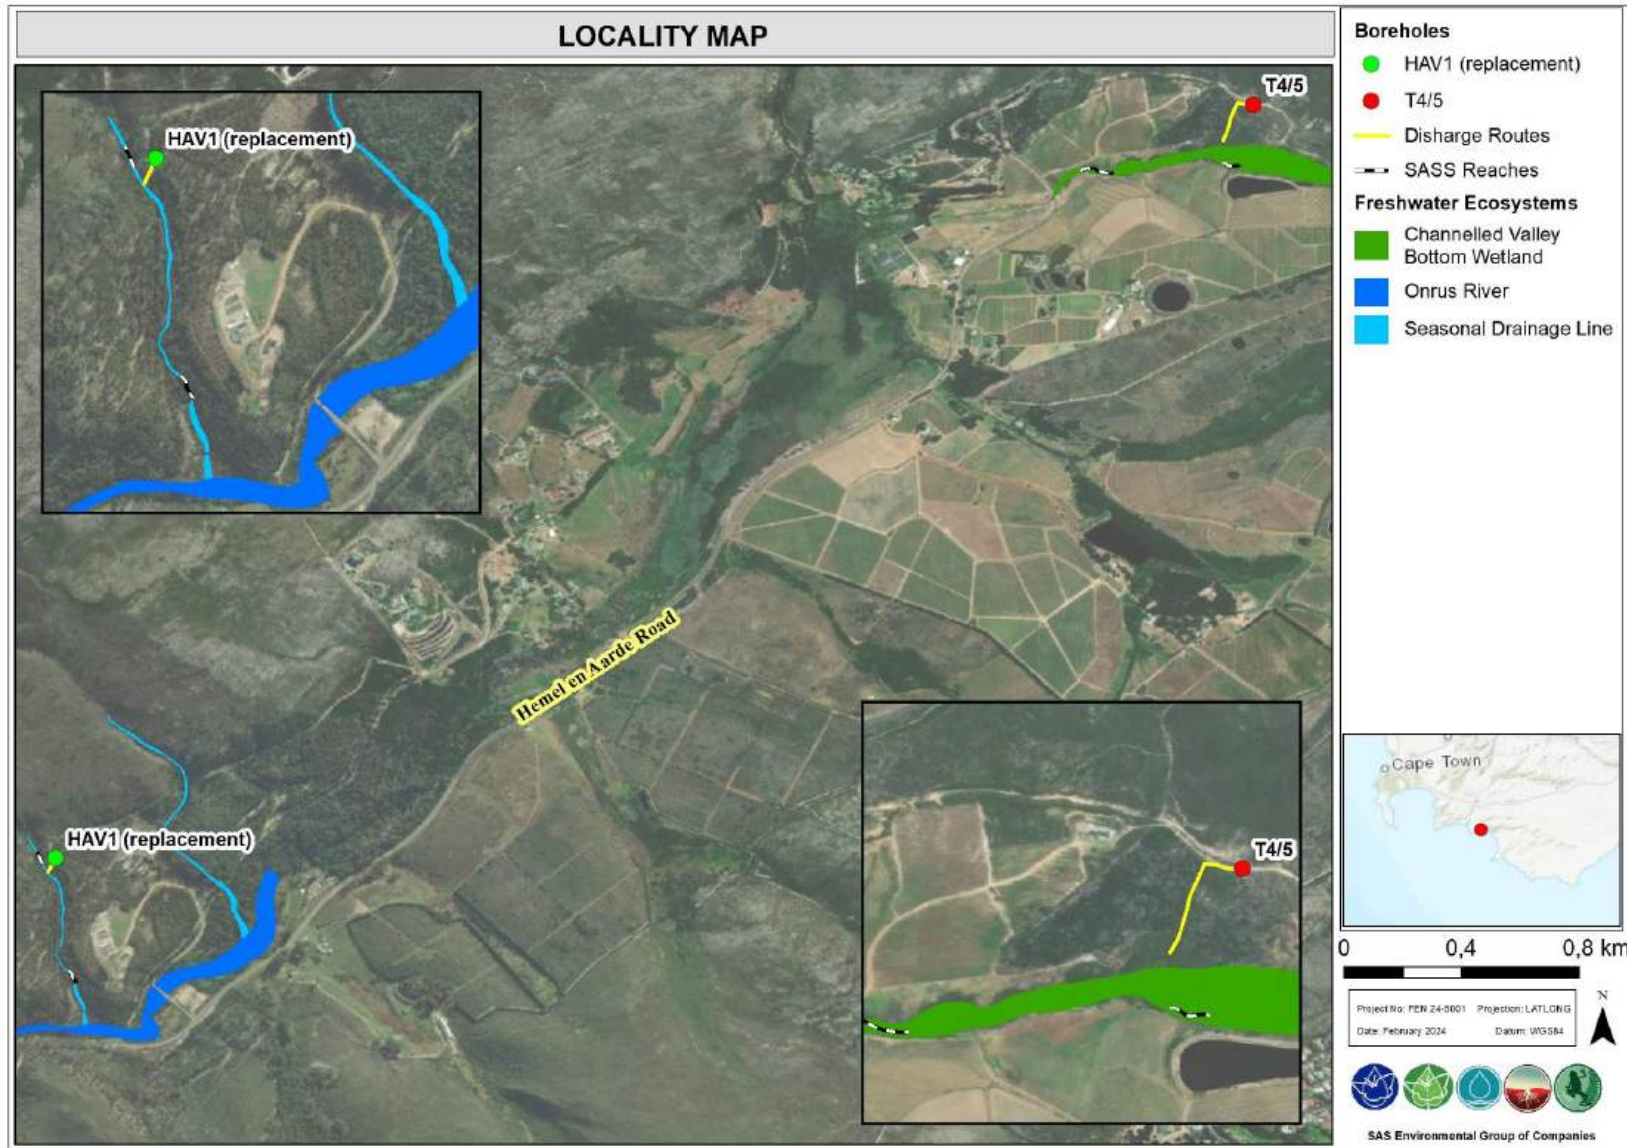 LOCALITY MAP
HAV1 (replacement)
T4/5
Hemel en Aarde Road
HAV1 (replacement)
T4/5
Boreholes
HAV1 (replacement)
T4/5
Disharge Routes
SASS Reaches
Freshwater Ecosystems
Channelled Valley
Bottom Wetland
Onrus River
Seasonal Drainage Line
Cape Town
0 0,4 0,8 km
Project No: FEN 24-5001 Projection: LATLONG
Date: February 2024 Datum: WGS84
N
SAS Environmental Group of Companies